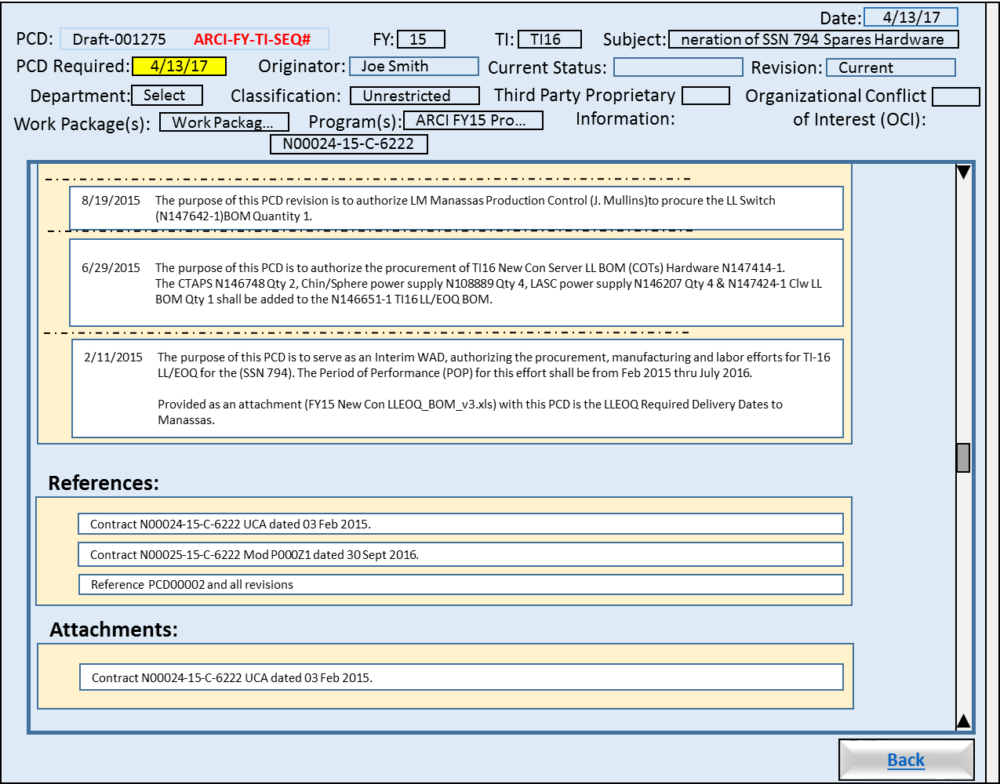 Date: 4/13/17
PCD: Draft-001275 ARCI-FY-TI-SEQ# FY: 15 TI: TI16 Subject: neration of SSN 794 Spares Hardware
PCD Required: 4/13/17 Originator: Joe Smith Current Status: Revision: Current
Department: Select Classification: Unrestricted Third Party Proprietary Organizational Conflict
Work Package(s): Work Packag... Program(s): ARCI FY15 Pro... Information: of Interest (OCI):
N00024-15-C-6222
8/19/2015 The purpose of this PCD revision is to authorize LM Manassas Production Control (J. Mullins)to procure the LL Switch
(N147642-1)BOM Quantity 1.
6/29/2015 The purpose of this PCD is to authorize the procurement of TI16 New Con Server LL BOM (COTs) Hardware N147414-1.
The CTAPS N146748 Qty 2, Chin/Sphere power supply N108889 Qty 4, LASC power supply N146207 Qty 4 & N147424-1 Clw LL
BOM Qty 1 shall be added to the N146651-1 TI16 LL/EOQ BOM.
2/11/2015 The purpose of this PCD is to serve as an Interim WAD, authorizing the procurement, manufacturing and labor efforts for TI-16
LL/EOQ for the (SSN 794). The Period of Performance (POP) for this effort shall be from Feb 2015 thru July 2016.
Provided as an attachment (FY15 New Con LLEOQ_BOM_v3.xls) with this PCD is the LLEOQ Required Delivery Dates to
Manassas.
References:
Contract N00024-15-C-6222 UCA dated 03 Feb 2015.
Contract N00025-15-C-6222 Mod P000Z1 dated 30 Sept 2016.
Reference PCD00002 and all revisions
Attachments:
Contract N00024-15-C-6222 UCA dated 03 Feb 2015.
Back